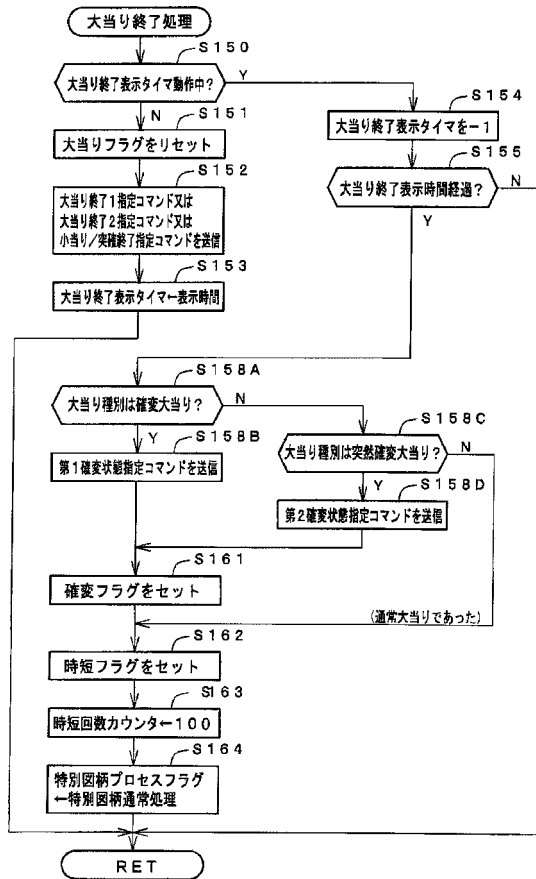 大当り終了処理
S150
大当り終了表示タイマ動作中?
Y
N
S151
大当りフラグをリセット
S152
大当り終了1指定コマンド又は
大当り終了2指定コマンド又は
小当り/突確終了指定コマンドを送信
S153
大当り終了表示タイマ←表示時間
S154
大当り終了表示タイマを-1
S155
大当り終了表示時間経過?
N
Y
S158A
大当り種別は確変大当り?
N
Y
S158B
第1確変状態指定コマンドを送信
S158C
大当り種別は突然確変大当り?
N
Y
S158D
第2確変状態指定コマンドを送信
S161
確変フラグをセット
(通常大当りであった)
S162
時短フラグをセット
S163
時短回数カウンタ←100
S164
特別図柄プロセスフラグ
←特別図柄通常処理
RET